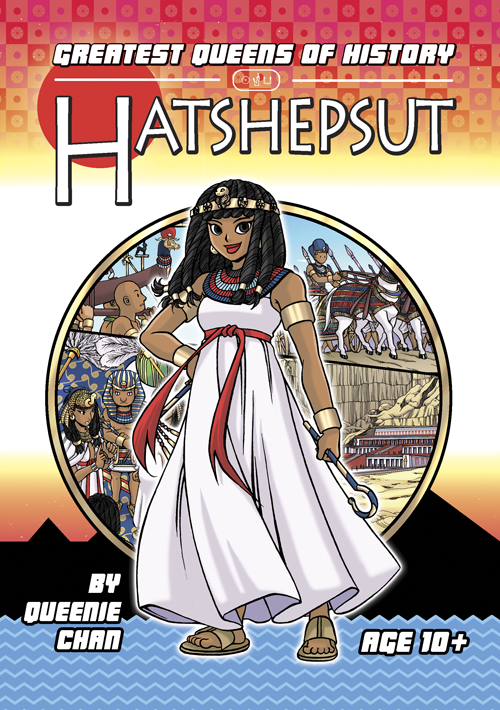 GREATEST QUEENS OF HISTORY
HATSHEPSUT
BY
QUEENIE
CHAN
AGE 10+